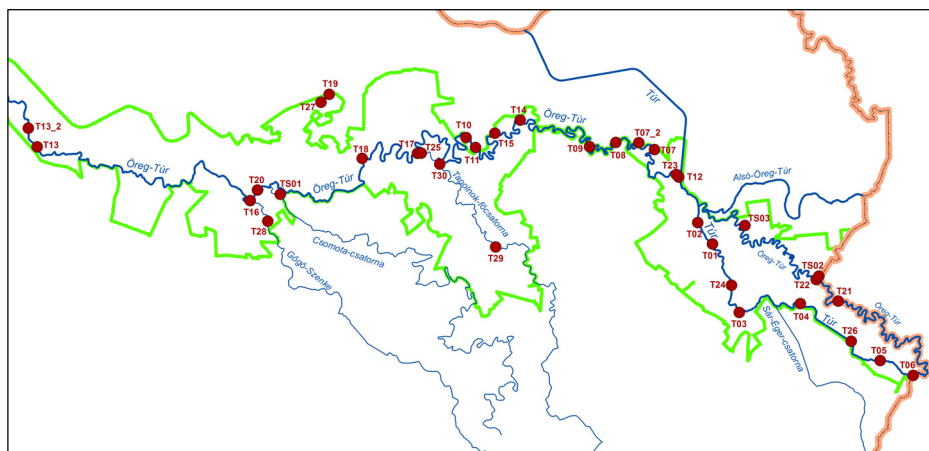 Túr
T19
T27
T14
Öreg-Túr
T13_2
T10
T15
T07_2
T13
T17
T25
T11
T09
T08
T07
Öreg-Túr
T18
T30
T23
T12
Alsó-Öreg-Túr
T20
TS01
Öreg-Túr
Tapolnok-főcsatorna
T16
T28
Csomota-csatorna
T02
Túr
TS03
T01
Öreg-Túr
T29
Gőgő-Szenke
TS02
T22
T24
T21
T03
T04
Öreg-Túr
Sár-Éger-csatorna
Túr
T26
T05
T06